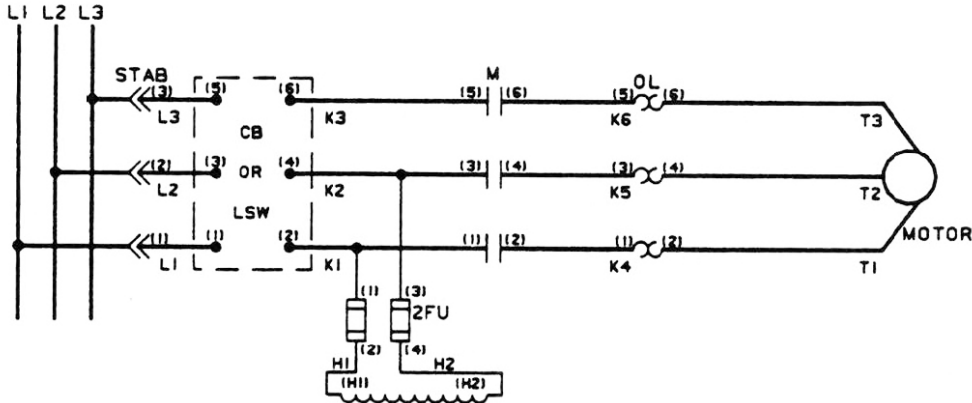 L1 L2 L3
STAB
M
OL
(3) (5) (6) (5) (6) (5) (6)
L3 K3 K6 T3
CB
(2) (3) (4) (3) (4) (3) (4)
OR
L2 K2 K5 T2
LSW
MOTOR
(1) (1) (2) (1) (2) (1) (2)
L1 K1 K4 T1
(1) (3)
2FU
(2) (4)
H1 H2
(H1) (H2)